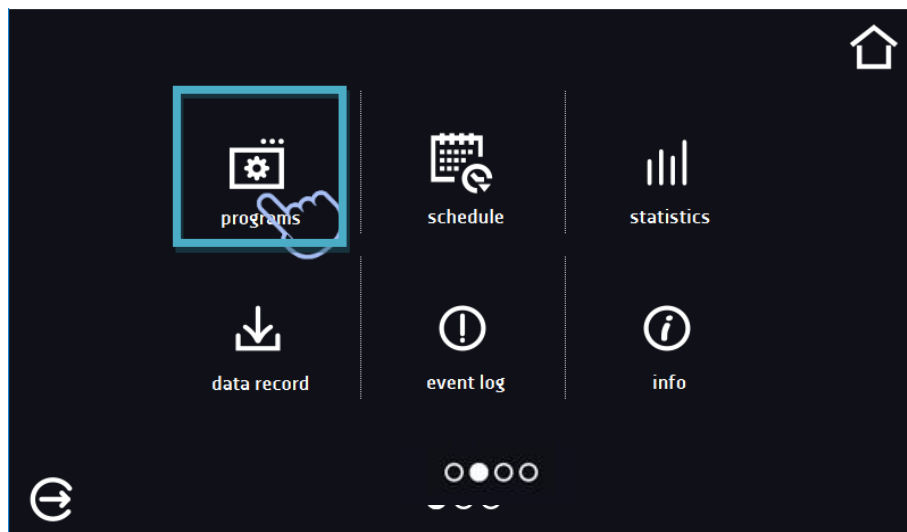 programs
schedule
statistics
data record
event log
info